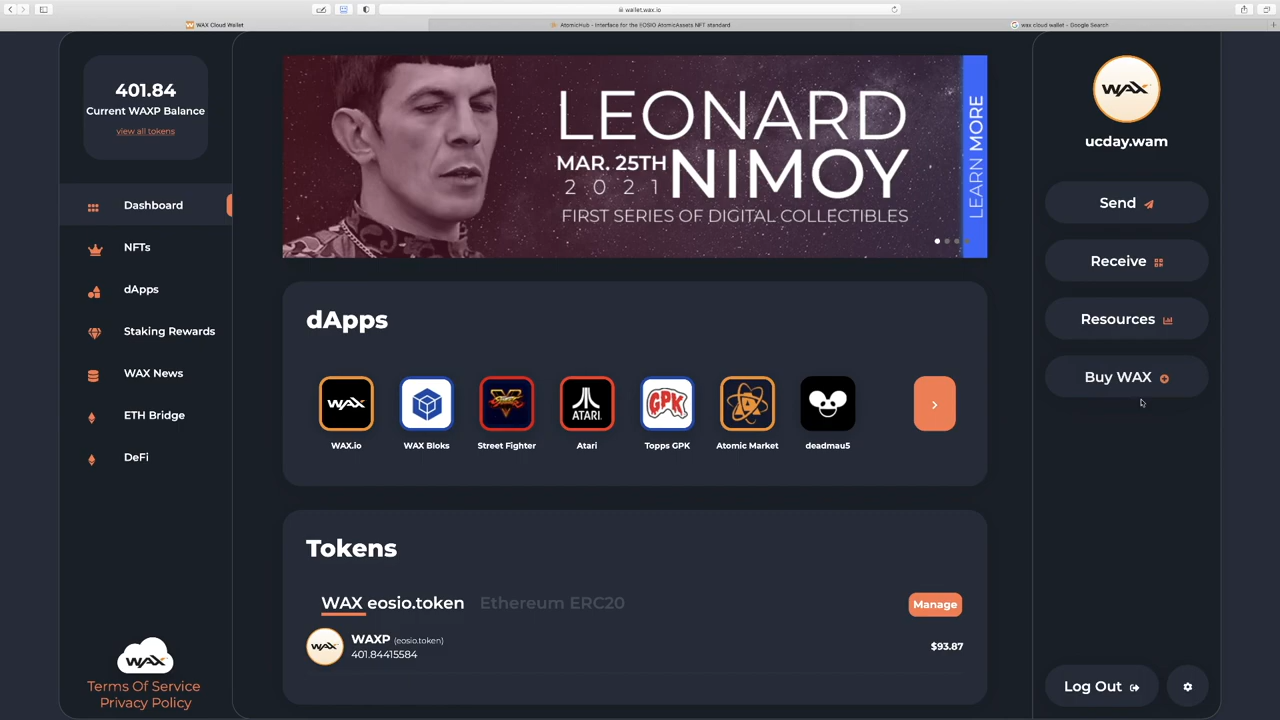 wallet.wax.io
WAX Cloud Wallet
AtomicHub - Interface for the EOSIO AtomicAssets NFT standard
wax cloud wallet - Google Search
401.84
Current WAXP Balance
view all tokens
Dashboard
NFTs
dApps
Staking Rewards
WAX News
ETH Bridge
DeFi
WAX
Terms Of Service
Privacy Policy
LEONARD
MAR. 25TH
2021
NIMOY
FIRST SERIES OF DIGITAL COLLECTIBLES
LEARN MORE
dApps
WAX
ATARI
GPK
WAX.io
WAX Bloks
Street Fighter
Atari
Topps GPK
Atomic Market
deadmau5
Tokens
WAX eosio.token
Ethereum ERC20
Manage
WAX
WAXP (eosio.token)
401.84415584
$93.87
WAX
ucday.wam
Send
Receive
Resources
Buy WAX
Log Out